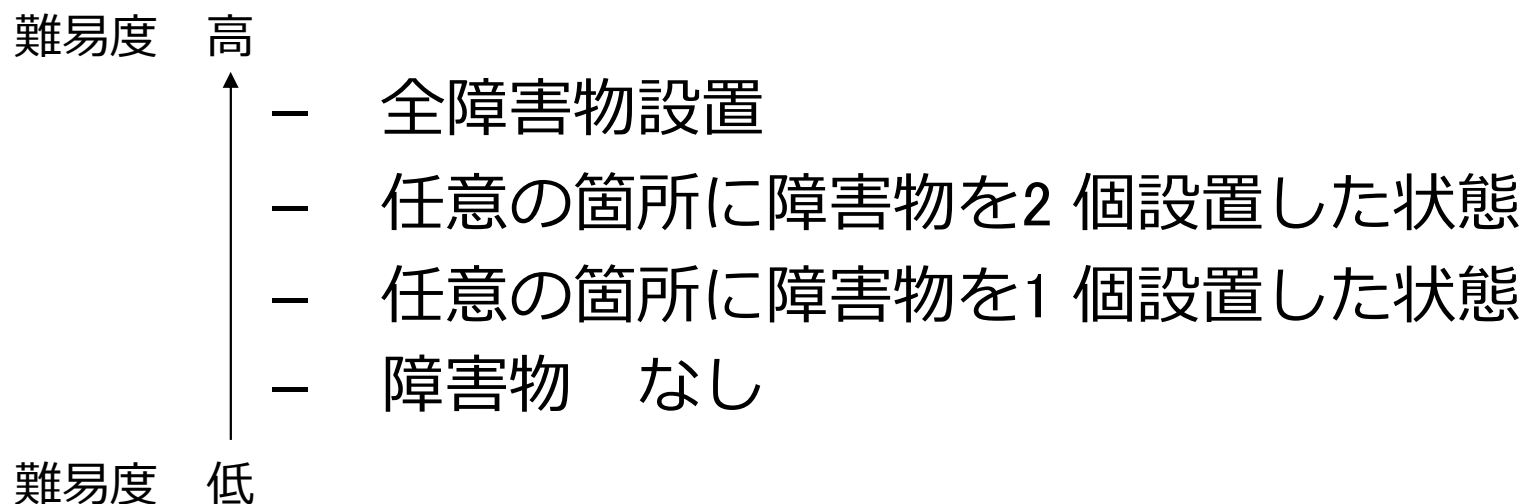 難易度　高
–　全障害物設置
–　任意の箇所に障害物を2 個設置した状態
–　任意の箇所に障害物を1 個設置した状態
–　障害物　なし
難易度　低